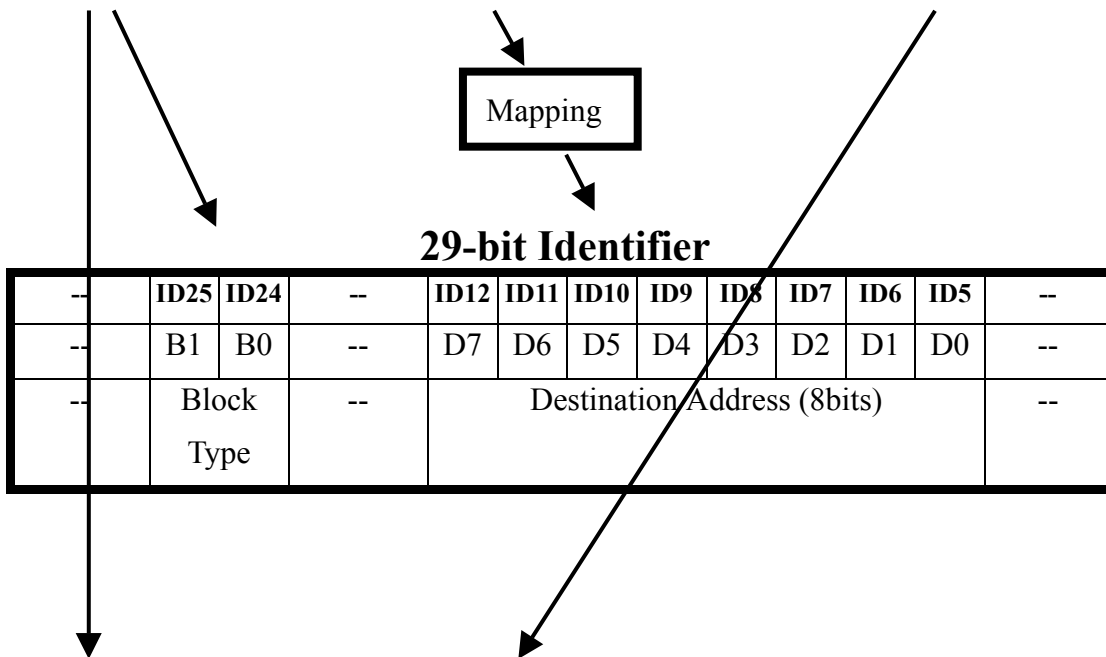 Mapping
29-bit Identifier
-- ID25 ID24 -- ID12 ID11 ID10 ID9 ID8 ID7 ID6 ID5 --
-- B1 B0 -- D7 D6 D5 D4 D3 D2 D1 D0 --
-- Block -- Destination Address (8bits) --
Type